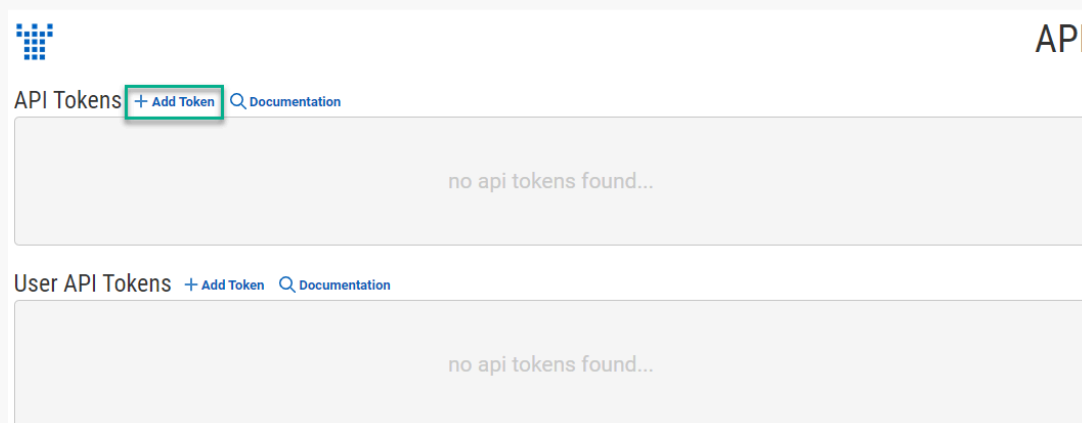 API
API Tokens + Add Token Documentation
no api tokens found...
User API Tokens + Add Token Documentation
no api tokens found...